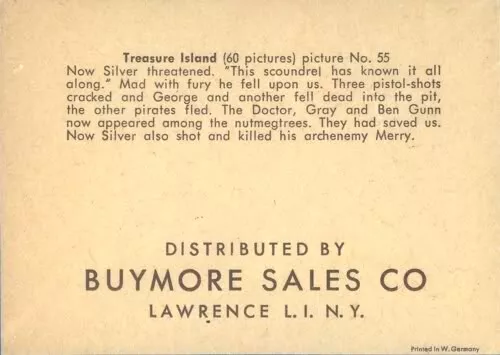 Treasure Island (60 pictures) picture No. 55
Now Silver threatened. "This scoundrel has known it all
along." Mad with fury he fell upon us. Three pistol-shots
cracked and George and another fell dead into the pit,
the other pirates fled. The Doctor, Gray and Ben Gunn
now appeared among the nutmegtrees. They had saved us.
Now Silver also shot and killed his archenemy Merry.
DISTRIBUTED BY
BUYMORE SALES CO
LAWRENCE L. I. N. Y.
Printed in W. Germany